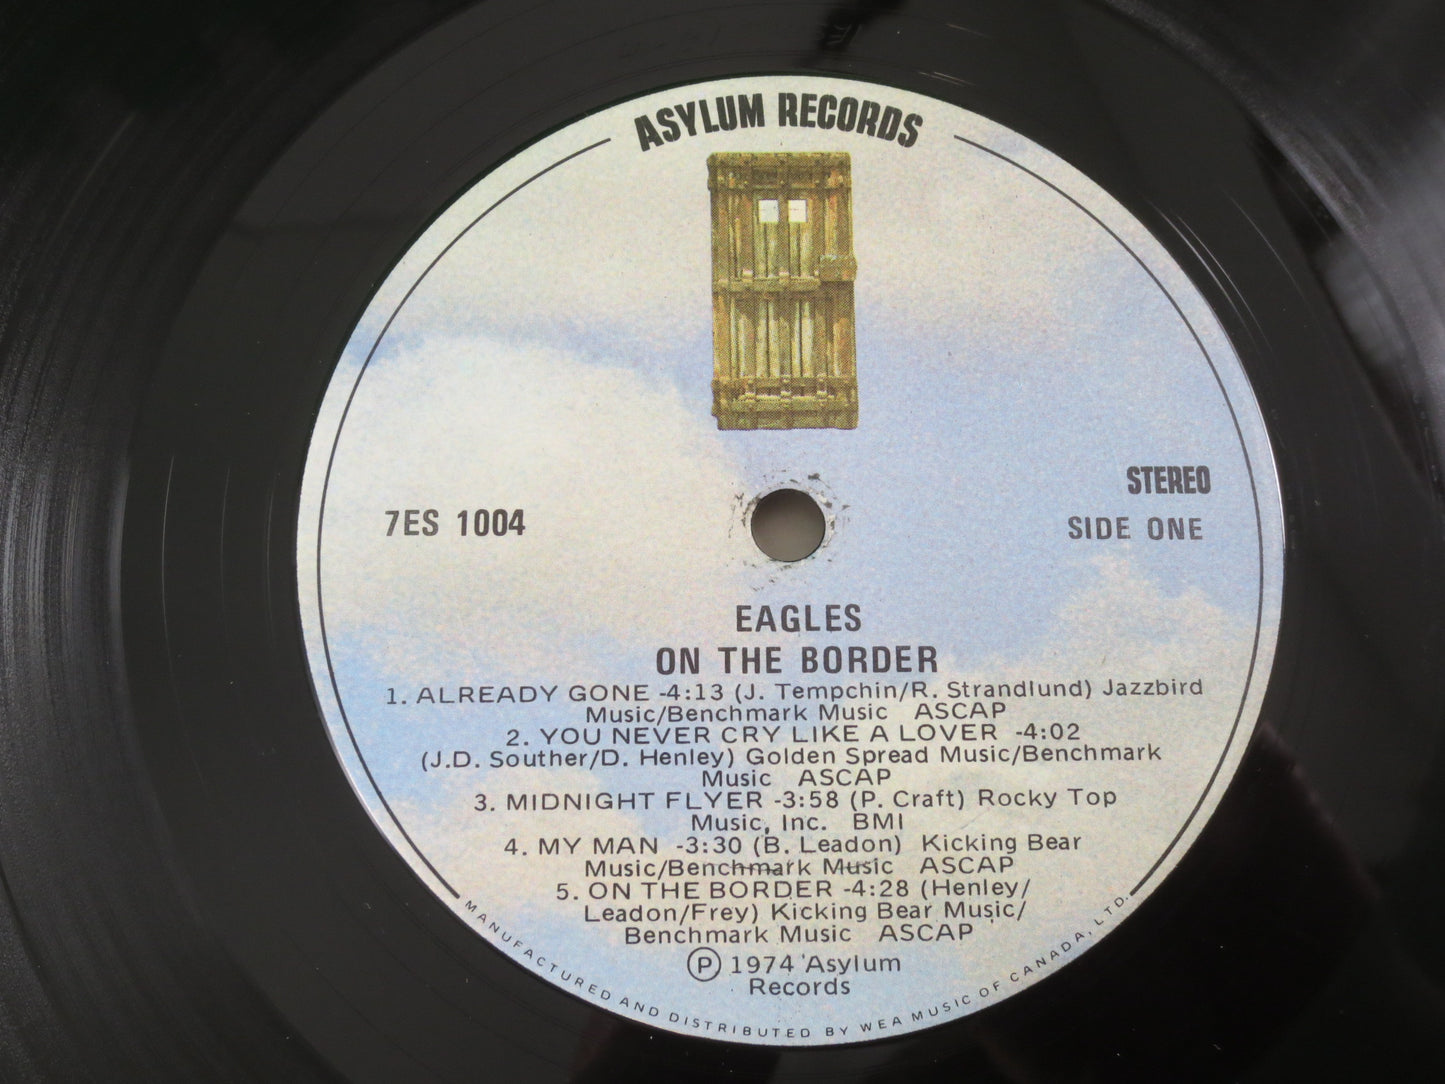 ASYLUM RECORDS
STEREO
7ES 1004
SIDE ONE
EAGLES
ON THE BORDER
1. ALREADY GONE -4:13 (J. Tempchin/R. Strandlund) Jazzbird
Music/Benchmark Music ASCAP
2. YOU NEVER CRY LIKE A LOVER -4:02
(J.D. Souther/D. Henley) Golden Spread Music/Benchmark
Music ASCAP
3. MIDNIGHT FLYER -3:58 (P. Craft) Rocky Top
Music, Inc. BMI
4. MY MAN -3:30 (B. Leadon) Kicking Bear
Music/Benchmark Music ASCAP
5. ON THE BORDER -4:28 (Henley/
Leadon/Frey) Kicking Bear Music/
Benchmark Music ASCAP
Ⓟ 1974 Asylum
Records
MANUFACTURED AND DISTRIBUTED BY WEA MUSIC OF CANADA, LTD.